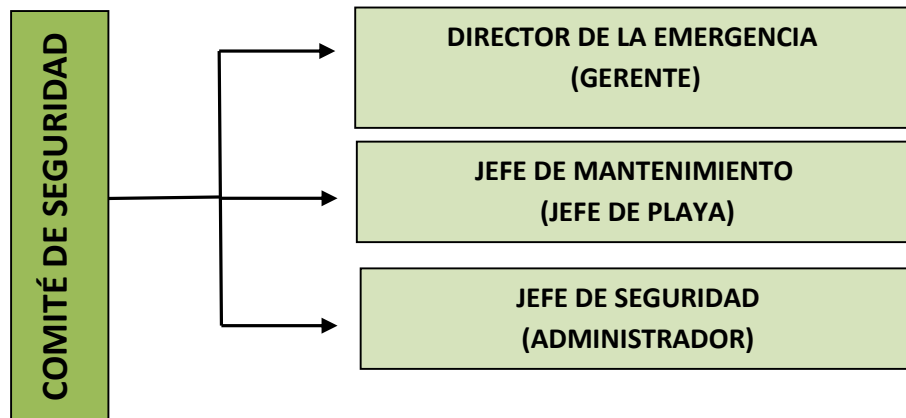 COMITÉ DE SEGURIDAD
DIRECTOR DE LA EMERGENCIA
(GERENTE)
JEFE DE MANTENIMIENTO
(JEFE DE PLAYA)
JEFE DE SEGURIDAD
(ADMINISTRADOR)